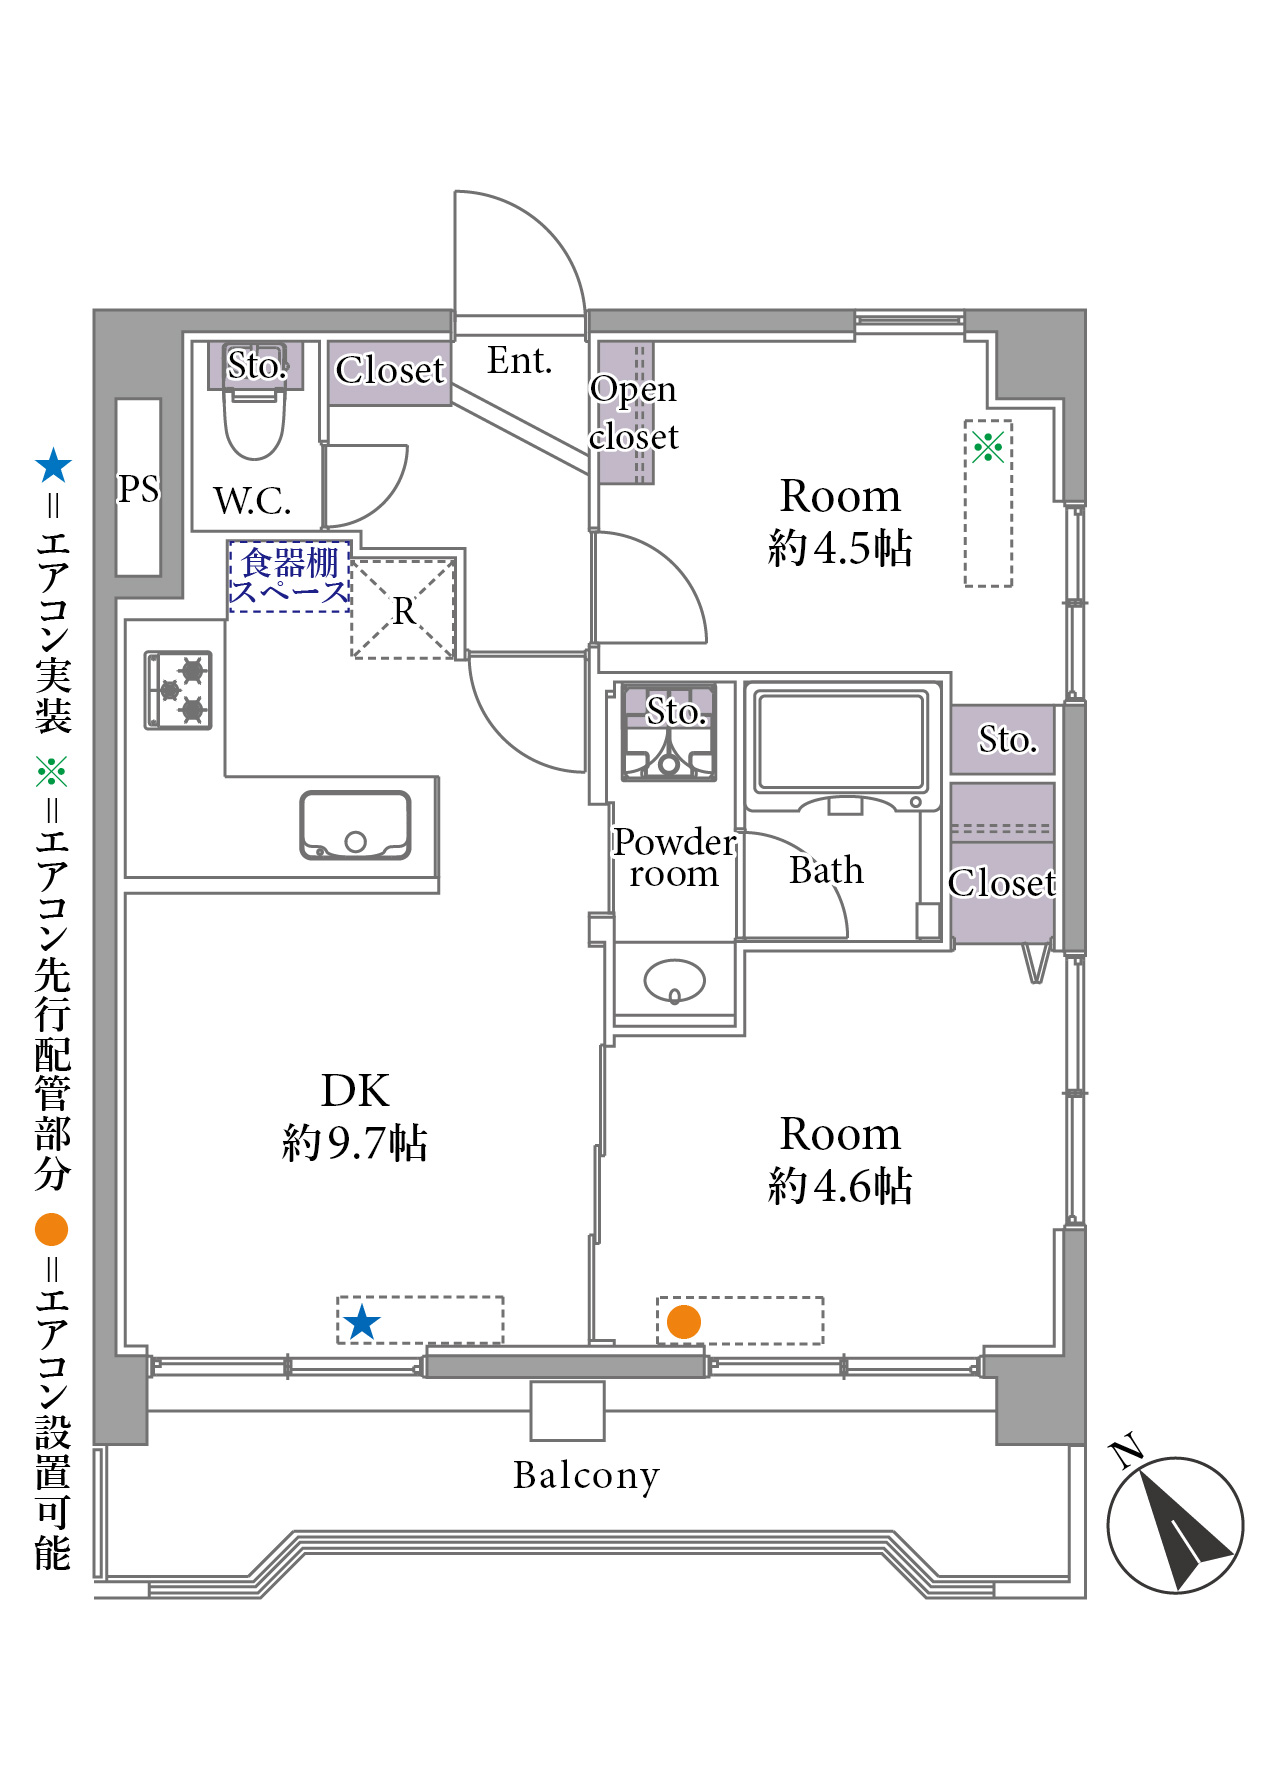 ★＝エアコン実装 ※＝エアコン先行配管部分 ●＝エアコン設置可能
Sto.
Closet
Ent.
Open
closet
PS
W.C.
Room
約4.5帖
※
食器棚
スペース
R
Sto.
Sto.
Powder
room
Bath
Closet
DK
約9.7帖
Room
約4.6帖
★
●
Balcony
N